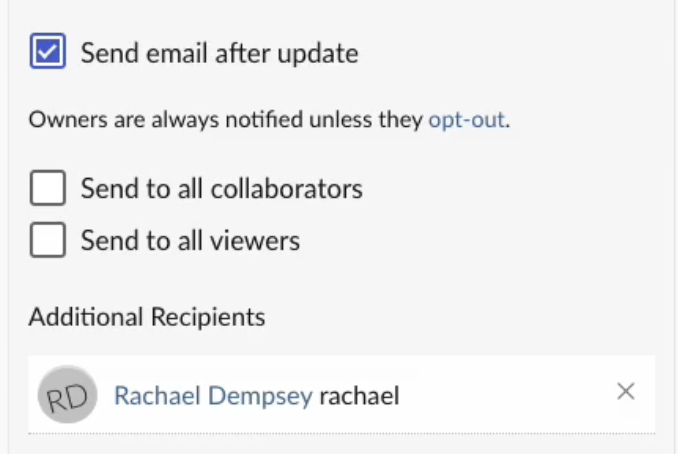 Send email after update
Owners are always notified unless they opt-out.
Send to all collaborators
Send to all viewers
Additional Recipients
RD Rachael Dempsey rachael